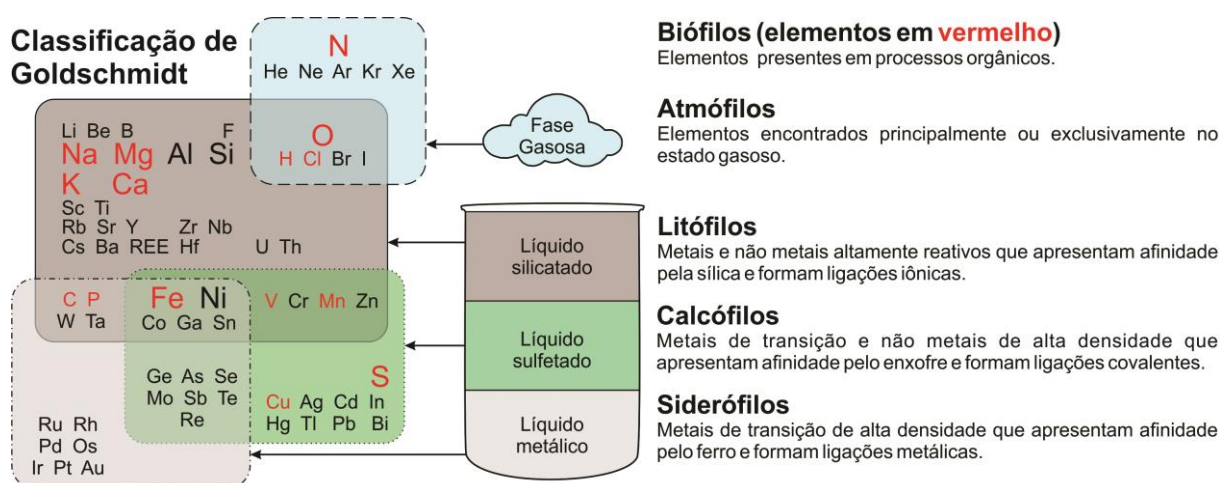 Classificação de
Goldschmidt
N
He Ne Ar Kr Xe
Li Be B F
Na Mg Al Si
K Ca
O
H Cl Br I
Sc Ti
Rb Sr Y Zr Nb
Cs Ba REE Hf U Th
C P
W Ta
Fe Ni
Co Ga Sn
V Cr Mn Zn
Ge As Se
Mo Sb Te
Re
S
Cu Ag Cd In
Hg Tl Pb Bi
Ru Rh
Pd Os
Ir Pt Au
Fase
Gasosa
Líquido
silicatado
Líquido
sulfetado
Líquido
metálico
Biófilos (elementos em vermelho)
Elementos presentes em processos orgânicos.
Atmófilos
Elementos encontrados principalmente ou exclusivamente no
estado gasoso.
Litófilos
Metais e não metais altamente reativos que apresentam afinidade
pela sílica e formam ligações iônicas.
Calcófilos
Metais de transição e não metais de alta densidade que
apresentam afinidade pelo enxofre e formam ligações covalentes.
Siderófilos
Metais de transição de alta densidade que apresentam afinidade
pelo ferro e formam ligações metálicas.